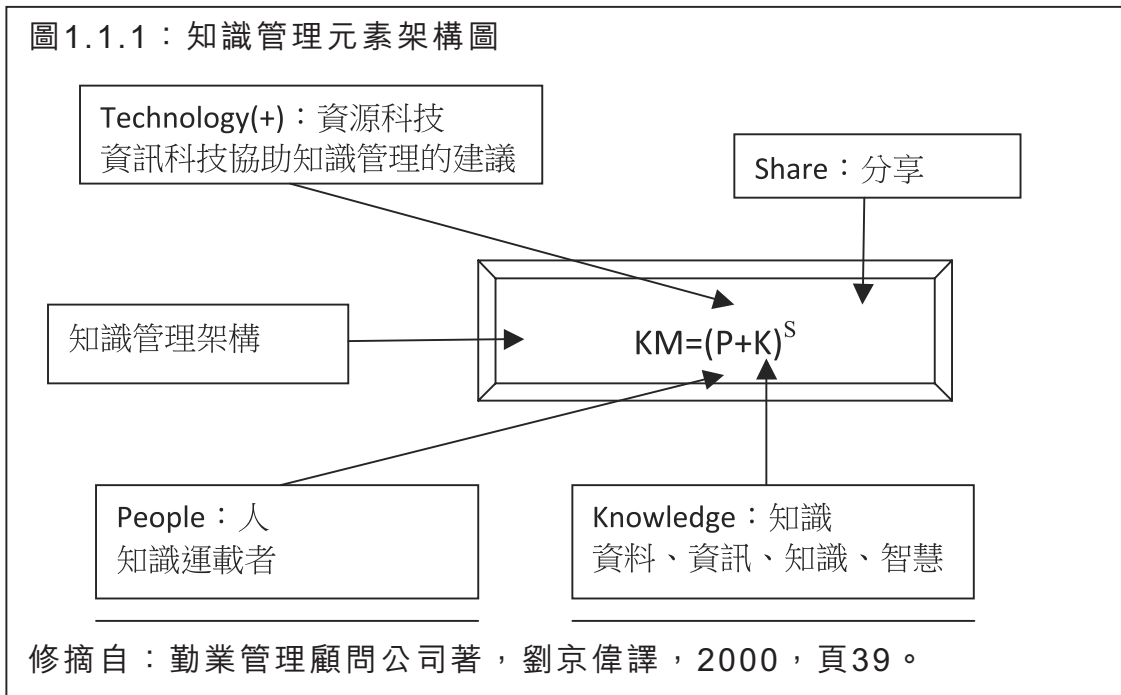 圖1.1.1：知識管理元素架構圖
Technology(+)：資源科技
資訊科技協助知識管理的建議
Share：分享
知識管理架構
KM=(P+K)^S
People：人
知識運載者
Knowledge：知識
資料、資訊、知識、智慧
修摘自：勤業管理顧問公司著，劉京偉譯，2000，頁39。